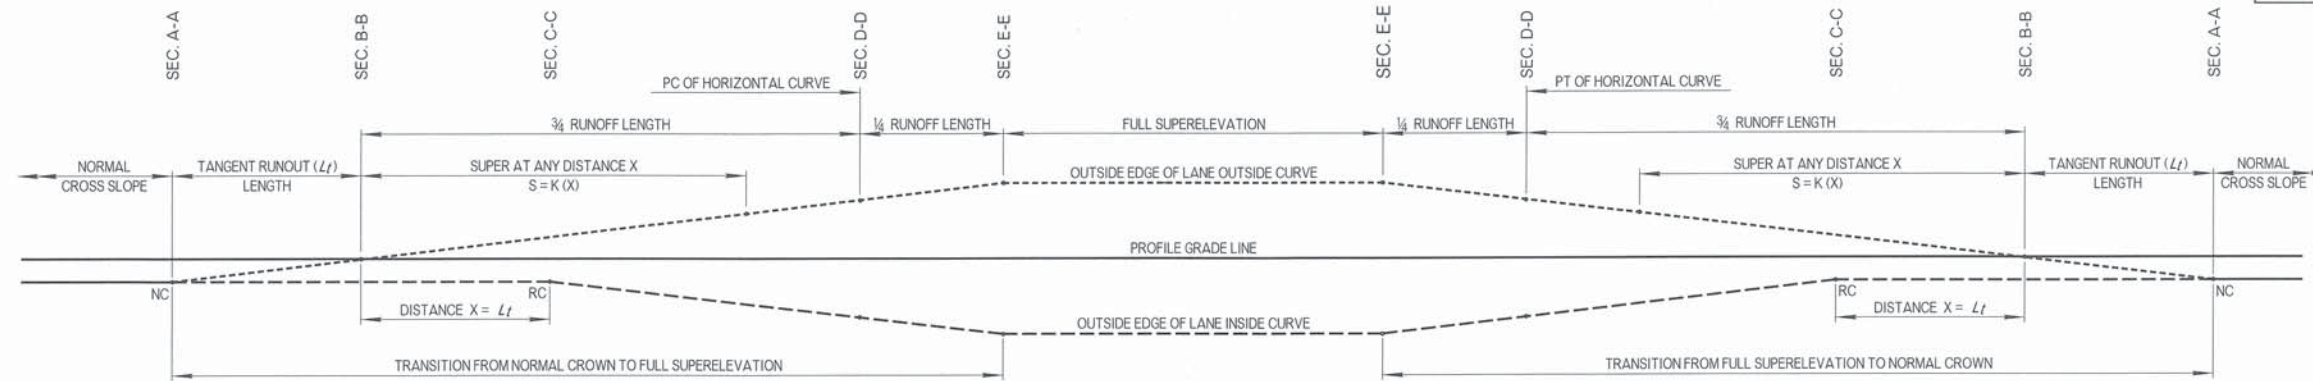 SEC. A-A
SEC. B-B
SEC. C-C
SEC. D-D
SEC. E-E
SEC. E-E
SEC. D-D
SEC. C-C
SEC. B-B
SEC. A-A
PC OF HORIZONTAL CURVE
PT OF HORIZONTAL CURVE
¾ RUNOFF LENGTH
¼ RUNOFF LENGTH
FULL SUPERELEVATION
¼ RUNOFF LENGTH
¾ RUNOFF LENGTH
NORMAL
CROSS SLOPE
TANGENT RUNOUT (Lt)
LENGTH
SUPER AT ANY DISTANCE X
S = K (X)
OUTSIDE EDGE OF LANE OUTSIDE CURVE
SUPER AT ANY DISTANCE X
S = K (X)
TANGENT RUNOUT (Lt)
LENGTH
NORMAL
CROSS SLOPE
PROFILE GRADE LINE
NC
RC
RC
NC
DISTANCE X = Lt
OUTSIDE EDGE OF LANE INSIDE CURVE
DISTANCE X = Lt
TRANSITION FROM NORMAL CROWN TO FULL SUPERELEVATION
TRANSITION FROM FULL SUPERELEVATION TO NORMAL CROWN